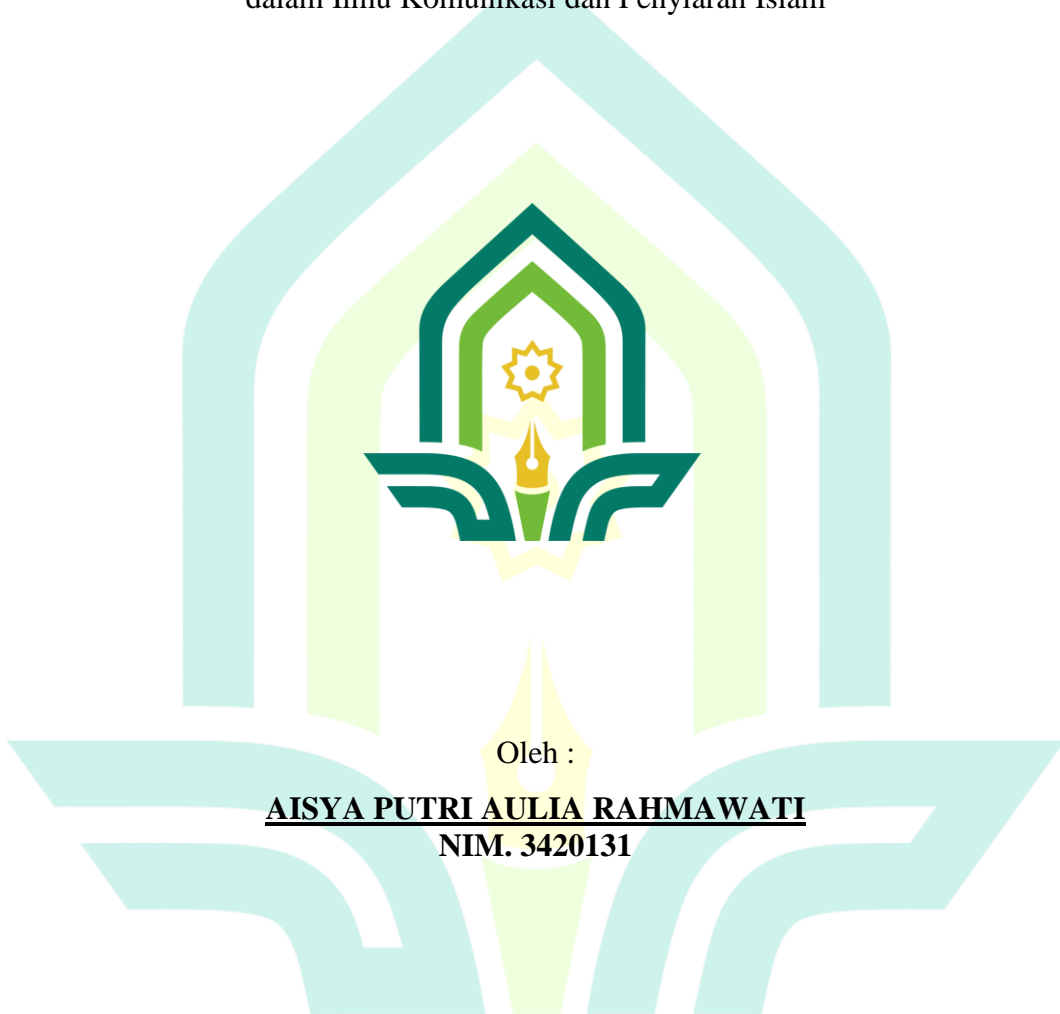 dalam Ilmu Komunikasi dan Penyiaran Islam
Oleh :
AISYA PUTRI AULIA RAHMAWATI
NIM. 3420131